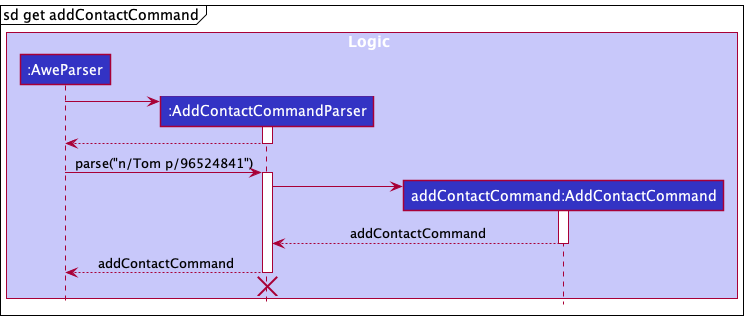 sd get addContactCommand
Logic
:AweParser
:AddContactCommandParser
parse("n/Tom p/96524841")
addContactCommand:AddContactCommand
addContactCommand
addContactCommand